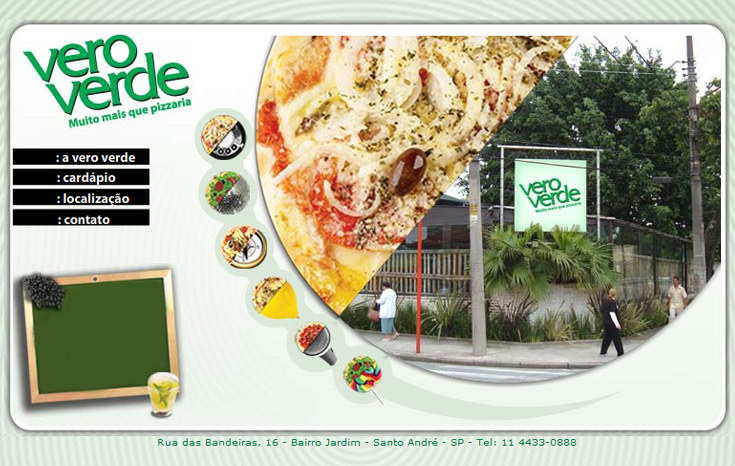 vero
verde
Muito mais que pizzaria
: a vero verde
: cardápio
: localização
: contato
vero
verde
Muito mais que pizzaria
Rua das Bandeiras, 16 - Bairro Jardim - Santo André - SP - Tel: 11 4433-0888